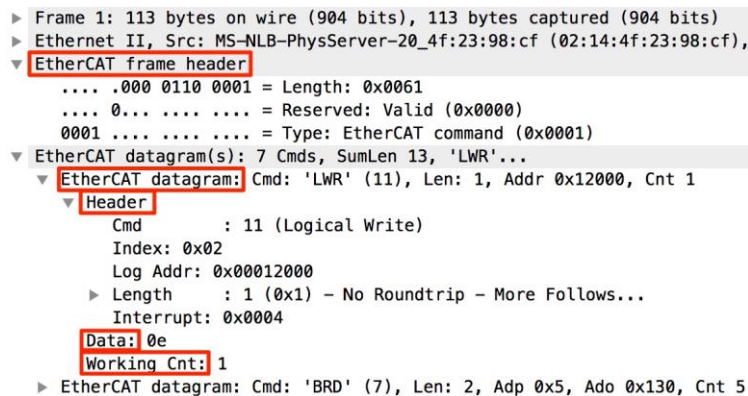 Frame 1: 113 bytes on wire (904 bits), 113 bytes captured (904 bits)
Ethernet II, Src: MS-NLB-PhysServer-20_4f:23:98:cf (02:14:4f:23:98:cf),
EtherCAT frame header
.... .000 0110 0001 = Length: 0x0061
.... 0... .... .... = Reserved: Valid (0x0000)
0001 .... .... .... = Type: EtherCAT command (0x0001)
EtherCAT datagram(s): 7 Cmds, SumLen 13, 'LWR'...
EtherCAT datagram: Cmd: 'LWR' (11), Len: 1, Addr 0x12000, Cnt 1
Header
Cmd : 11 (Logical Write)
Index: 0x02
Log Addr: 0x00012000
Length : 1 (0x1) – No Roundtrip – More Follows...
Interrupt: 0x0004
Data: 0e
Working Cnt: 1
EtherCAT datagram: Cmd: 'BRD' (7), Len: 2, Adp 0x5, Ado 0x130, Cnt 5